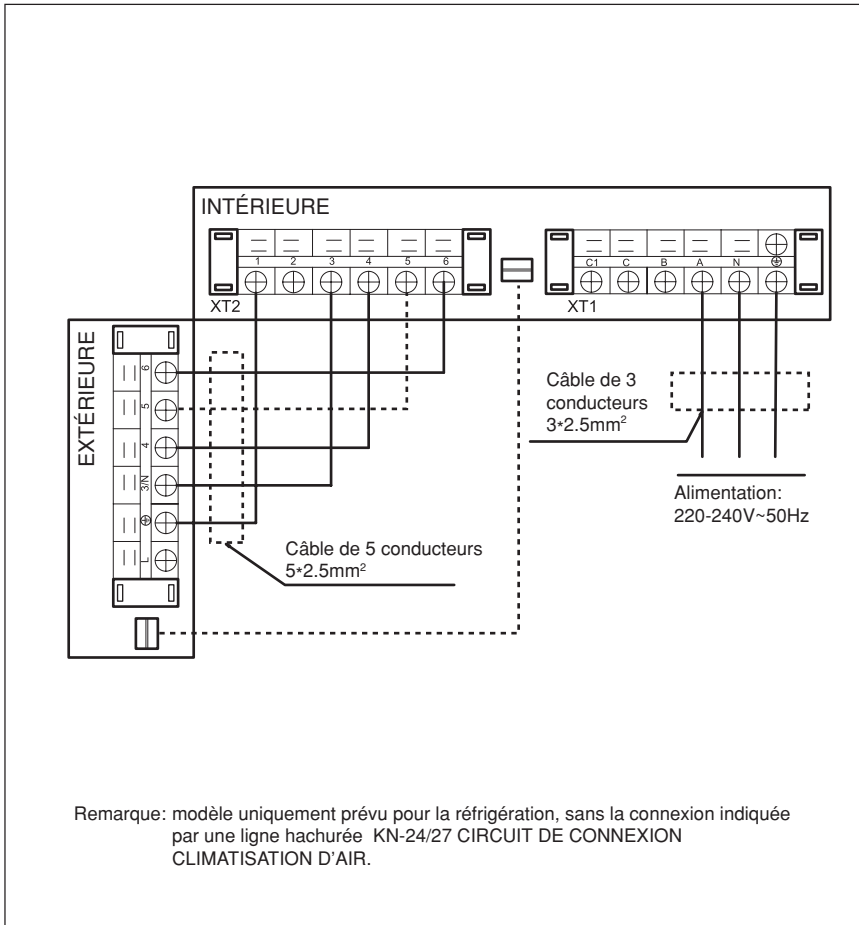 INTÉRIEURE
1 2 3 4 5 6
C1 C B A N
XT2
XT1
EXTÉRIEURE
6
5
4
3/N
L
Câble de 3
conducteurs
3*2.5mm²
Alimentation:
220-240V~50Hz
Câble de 5 conducteurs
5*2.5mm²
Remarque: modèle uniquement prévu pour la réfrigération, sans la connexion indiquée
par une ligne hachurée KN-24/27 CIRCUIT DE CONNEXION
CLIMATISATION D'AIR.